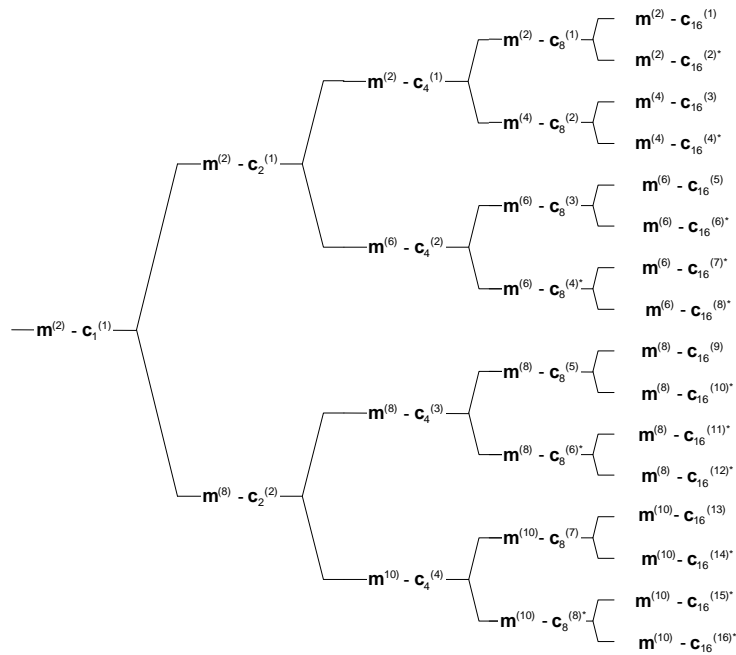 m(2) - c1(1)
m(2) - c2(1)
m(8) - c2(2)
m(2) - c4(1)
m(6) - c4(2)
m(8) - c4(3)
m10) - c4(4)
m(2) - c8(1)
m(4) - c8(2)
m(6) - c8(3)
m(6) - c8(4)*
m(8) - c8(5)
m(8) - c8(6)*
m(10) - c8(7)
m(10) - c8(8)*
m(2) - c16(1)
m(2) - c16(2)*
m(4) - c16(3)
m(4) - c16(4)*
m(6) - c16(5)
m(6) - c16(6)*
m(6) - c16(7)*
m(6) - c16(8)*
m(8) - c16(9)
m(8) - c16(10)*
m(8) - c16(11)*
m(8) - c16(12)*
m(10) - c16(13)
m(10) - c16(14)*
m(10) - c16(15)*
m(10) - c16(16)*